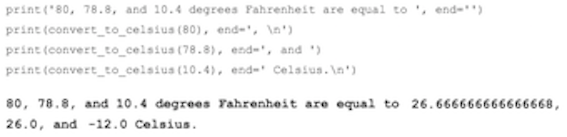 print('80, 78.8, and 10.4 degrees Fahrenheit are equal to ', end='')
print(convert_to_celsius(80), end=', \n')
print(convert_to_celsius(78.8), end=', and ')
print(convert_to_celsius(10.4), end=' Celsius.\n')
80, 78.8, and 10.4 degrees Fahrenheit are equal to 26.666666666666668,
26.0, and -12.0 Celsius.